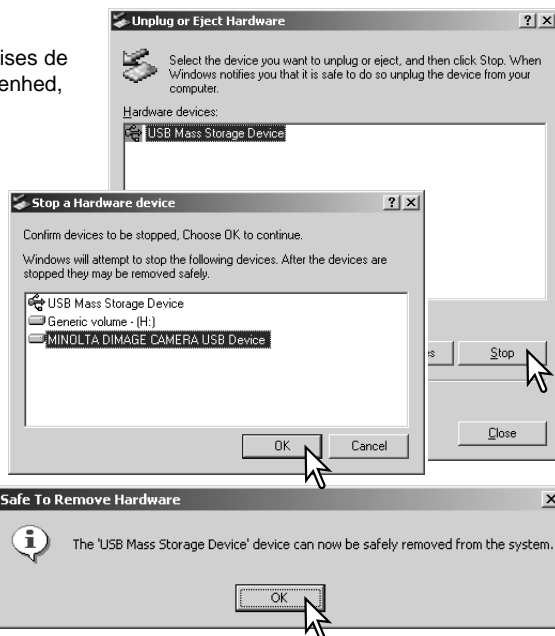 ises de
enhed,
Unplug or Eject Hardware
Select the device you want to unplug or eject, and then click Stop. When
Windows notifies you that it is safe to do so unplug the device from your
computer.
Hardware devices:
USB Mass Storage Device
Stop a Hardware device
Confirm devices to be stopped, Choose OK to continue.
Windows will attempt to stop the following devices. After the devices are
stopped they may be removed safely.
USB Mass Storage Device
Generic volume - (H:)
MINOLTA DIMAGE CAMERA USB Device
OK Cancel
es Stop
Close
Safe To Remove Hardware
The 'USB Mass Storage Device' device can now be safely removed from the system.
OK